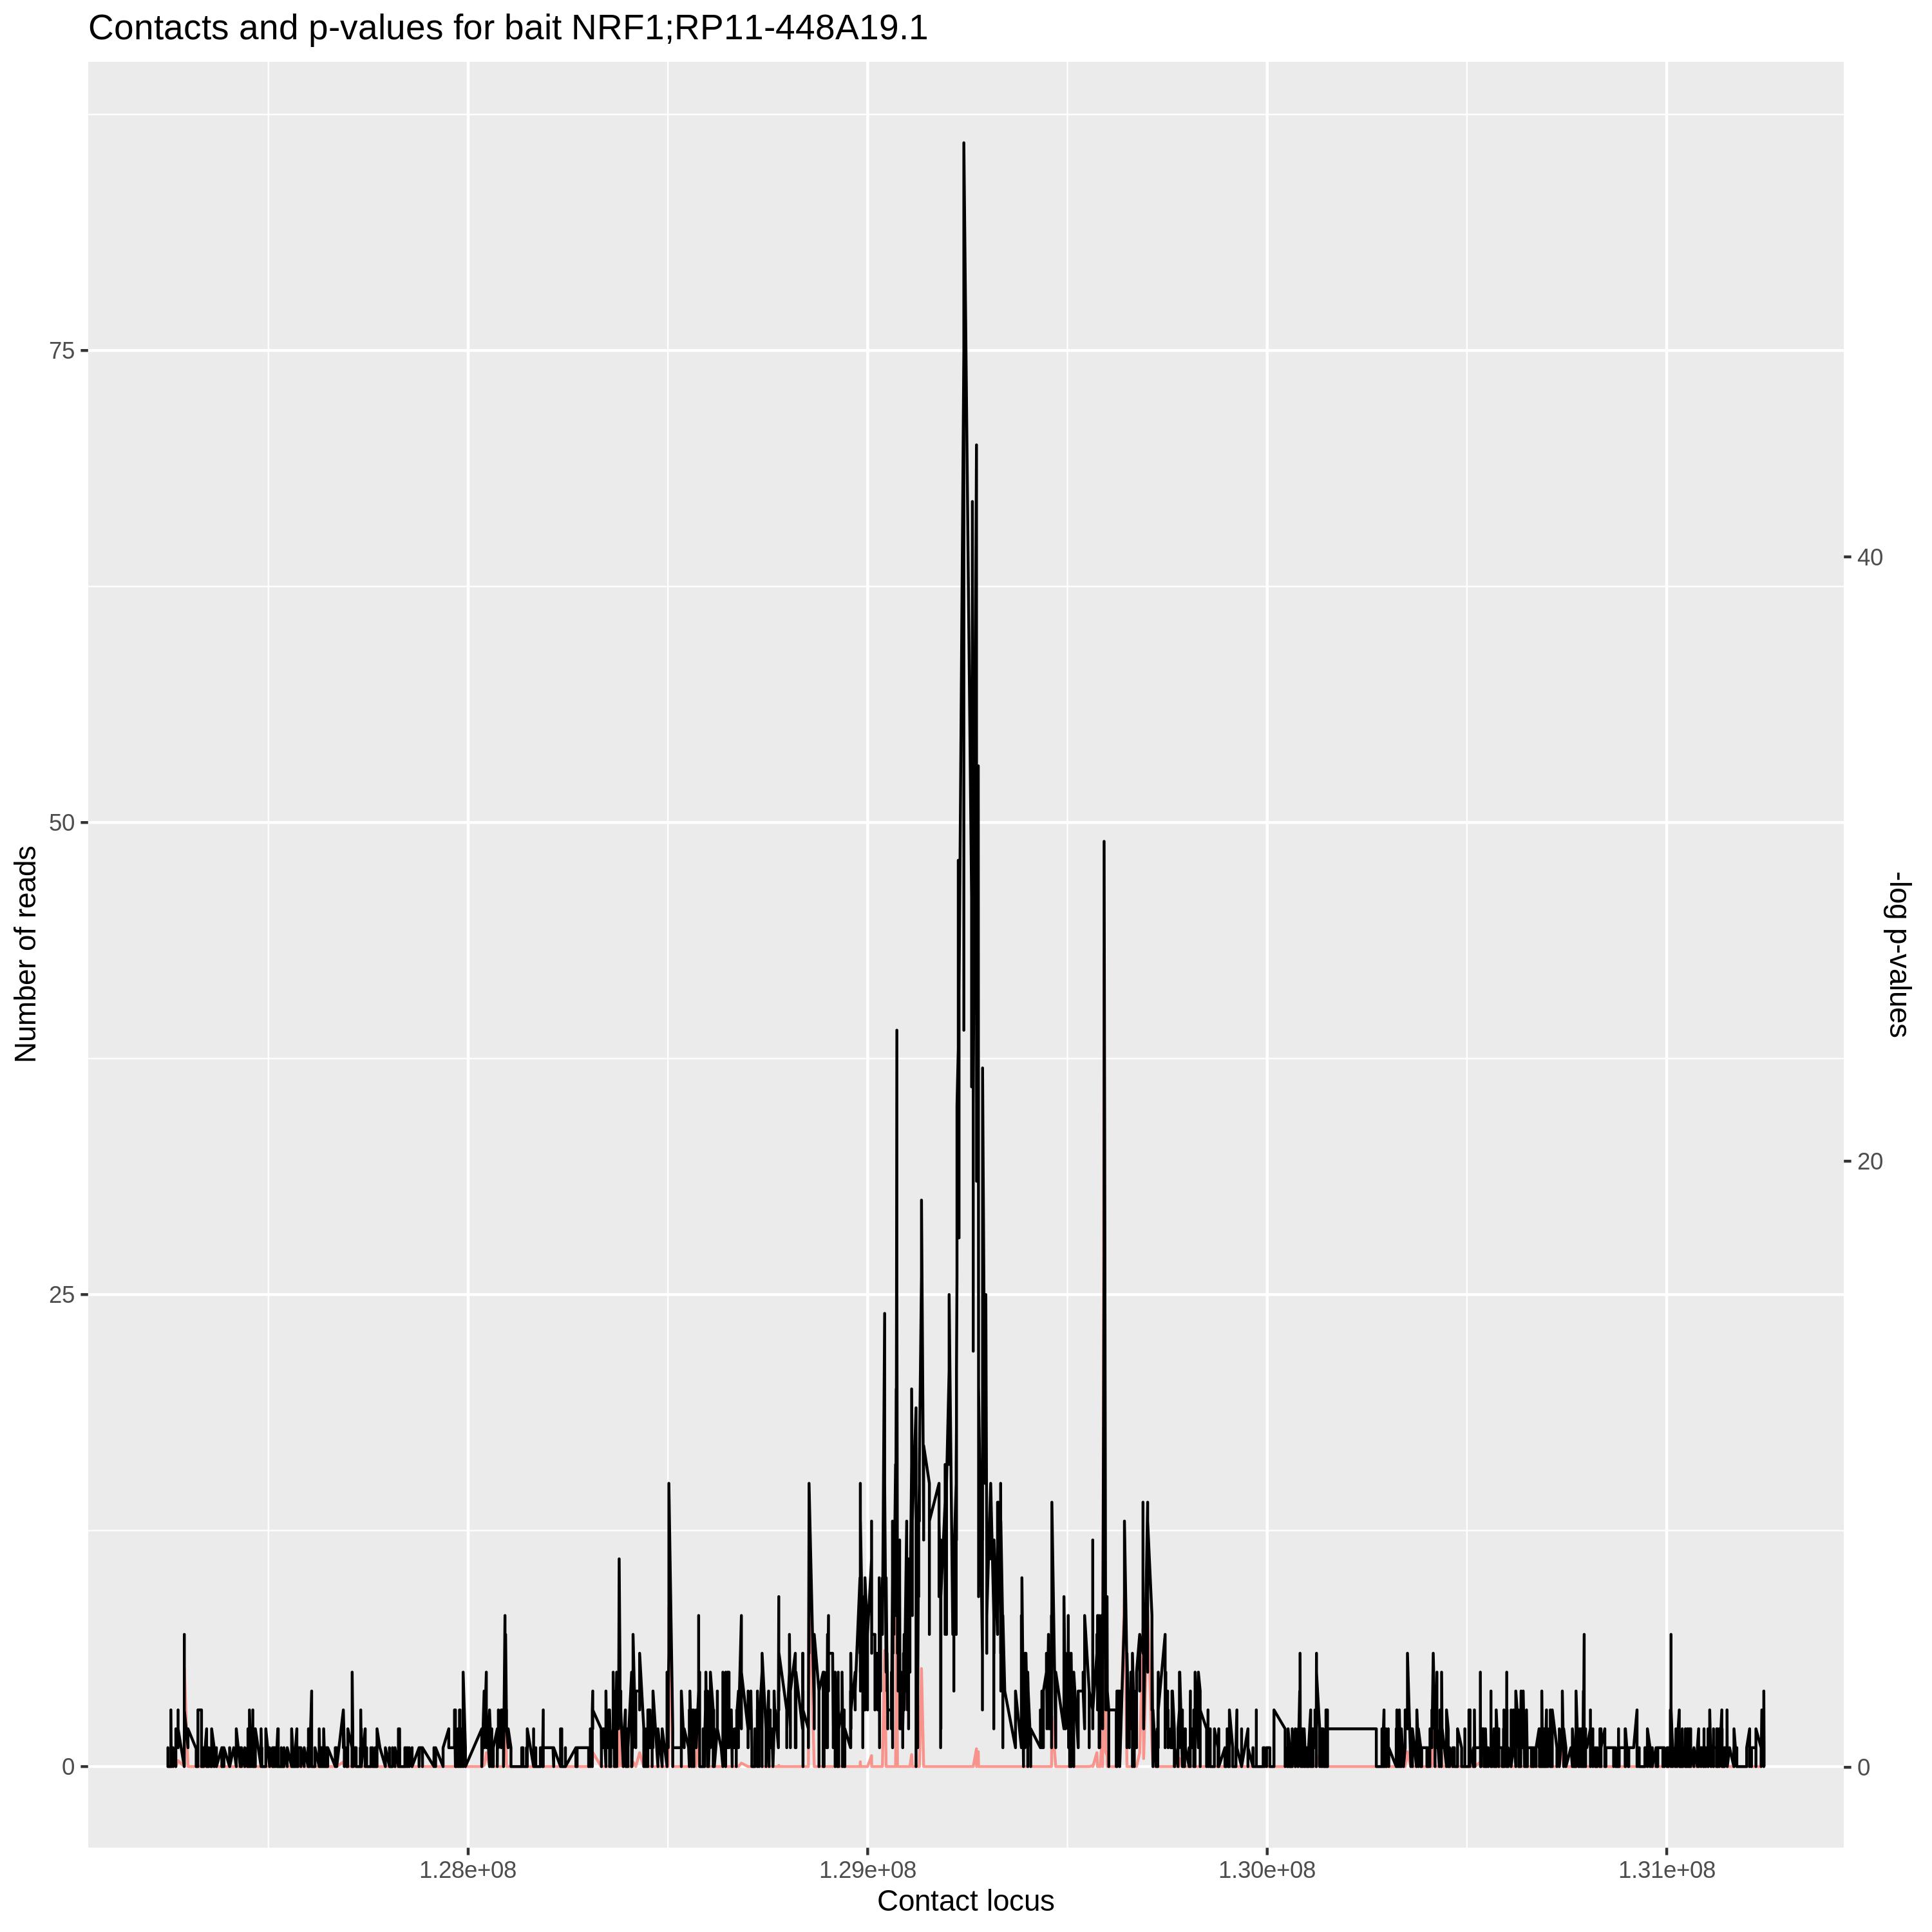 Contacts and p-values for bait NRF1;RP11-448A19.1
75
50
25
0
40
20
0
Number of reads
-log p-values
1.28e+08 1.29e+08 1.30e+08 1.31e+08
Contact locus